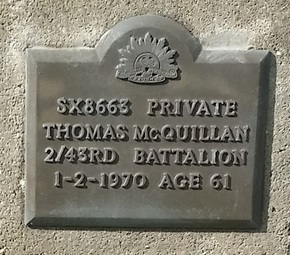 SX8663 PRIVATE
THOMAS McQUILLAN
2/43RD BATTALION
1-2-1970 AGE 61